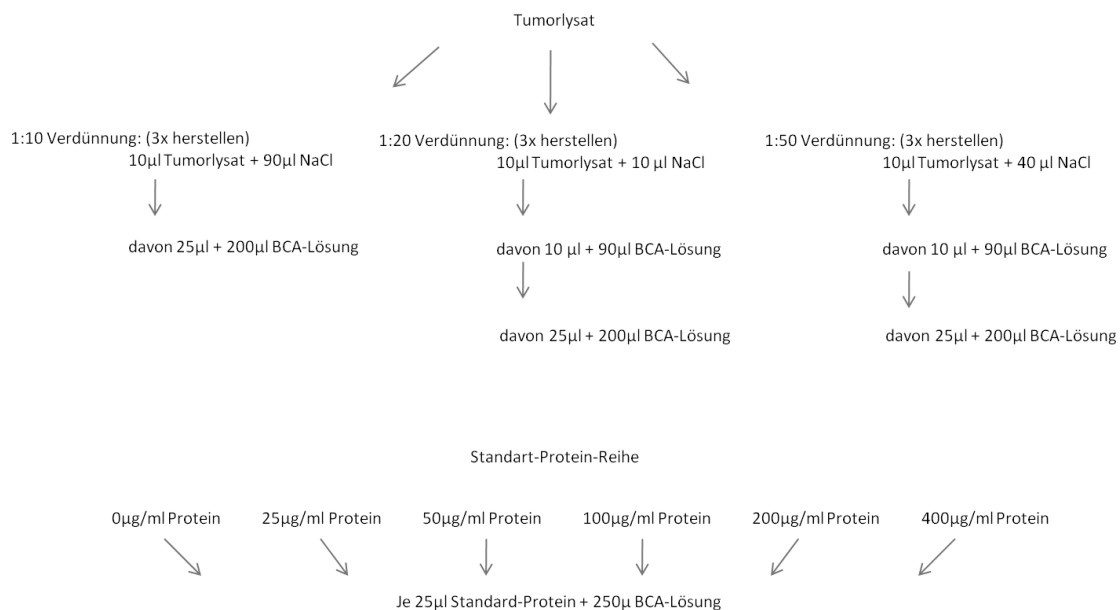 Tumorlysat
1:10 Verdünnung: (3x herstellen)
10µl Tumorlysat + 90µl NaCl
davon 25µl + 200µl BCA-Lösung
1:20 Verdünnung: (3x herstellen)
10µl Tumorlysat + 10 µl NaCl
davon 10 µl + 90µl BCA-Lösung
davon 25µl + 200µl BCA-Lösung
1:50 Verdünnung: (3x herstellen)
10µl Tumorlysat + 40 µl NaCl
davon 10 µl + 90µl BCA-Lösung
davon 25µl + 200µl BCA-Lösung
Standart-Protein-Reihe
0µg/ml Protein
25µg/ml Protein
50µg/ml Protein
100µg/ml Protein
200µg/ml Protein
400µg/ml Protein
Je 25µl Standard-Protein + 250µ BCA-Lösung